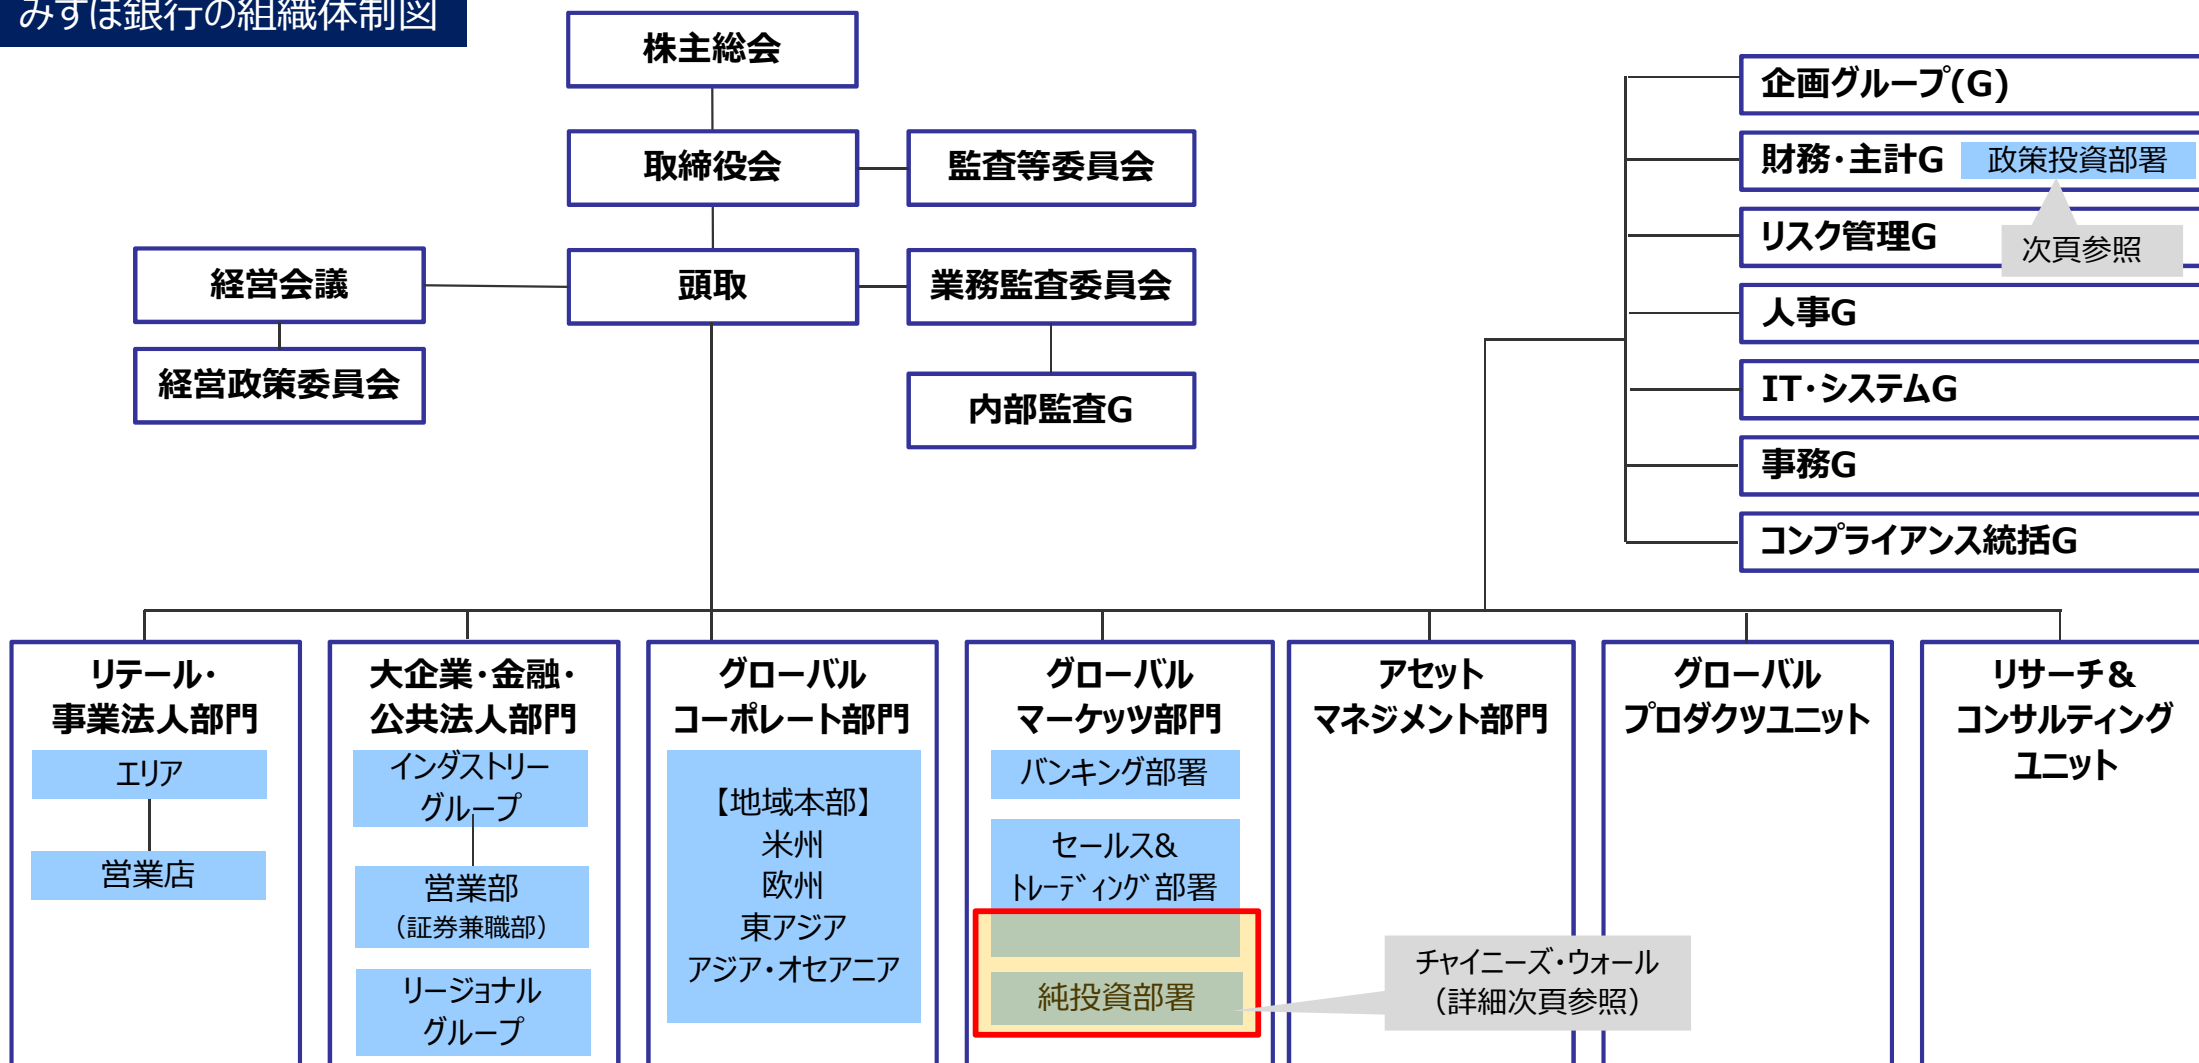 みずほ銀行の組織体制図
株主総会
取締役会
監査等委員会
経営会議
頭取
業務監査委員会
経営政策委員会
内部監査G
企画グループ(G)
財務・主計G
政策投資部署
リスク管理G
次頁参照
人事G
IT・システムG
事務G
コンプライアンス統括G
リテール・
事業法人部門
エリア
営業店
大企業・金融・
公共法人部門
インダストリー
グループ
営業部
（証券兼職部）
リージョナル
グループ
グローバル
コーポレート部門
【地域本部】
米州
欧州
東アジア
アジア・オセアニア
グローバル
マーケッツ部門
バンキング部署
セールス&
ﾄﾚｰﾃﾞｨﾝｸﾞ部署
純投資部署
チャイニーズ・ウォール
（詳細次頁参照）
アセット
マネジメント部門
グローバル
プロダクツユニット
リサーチ&
コンサルティング
ユニット